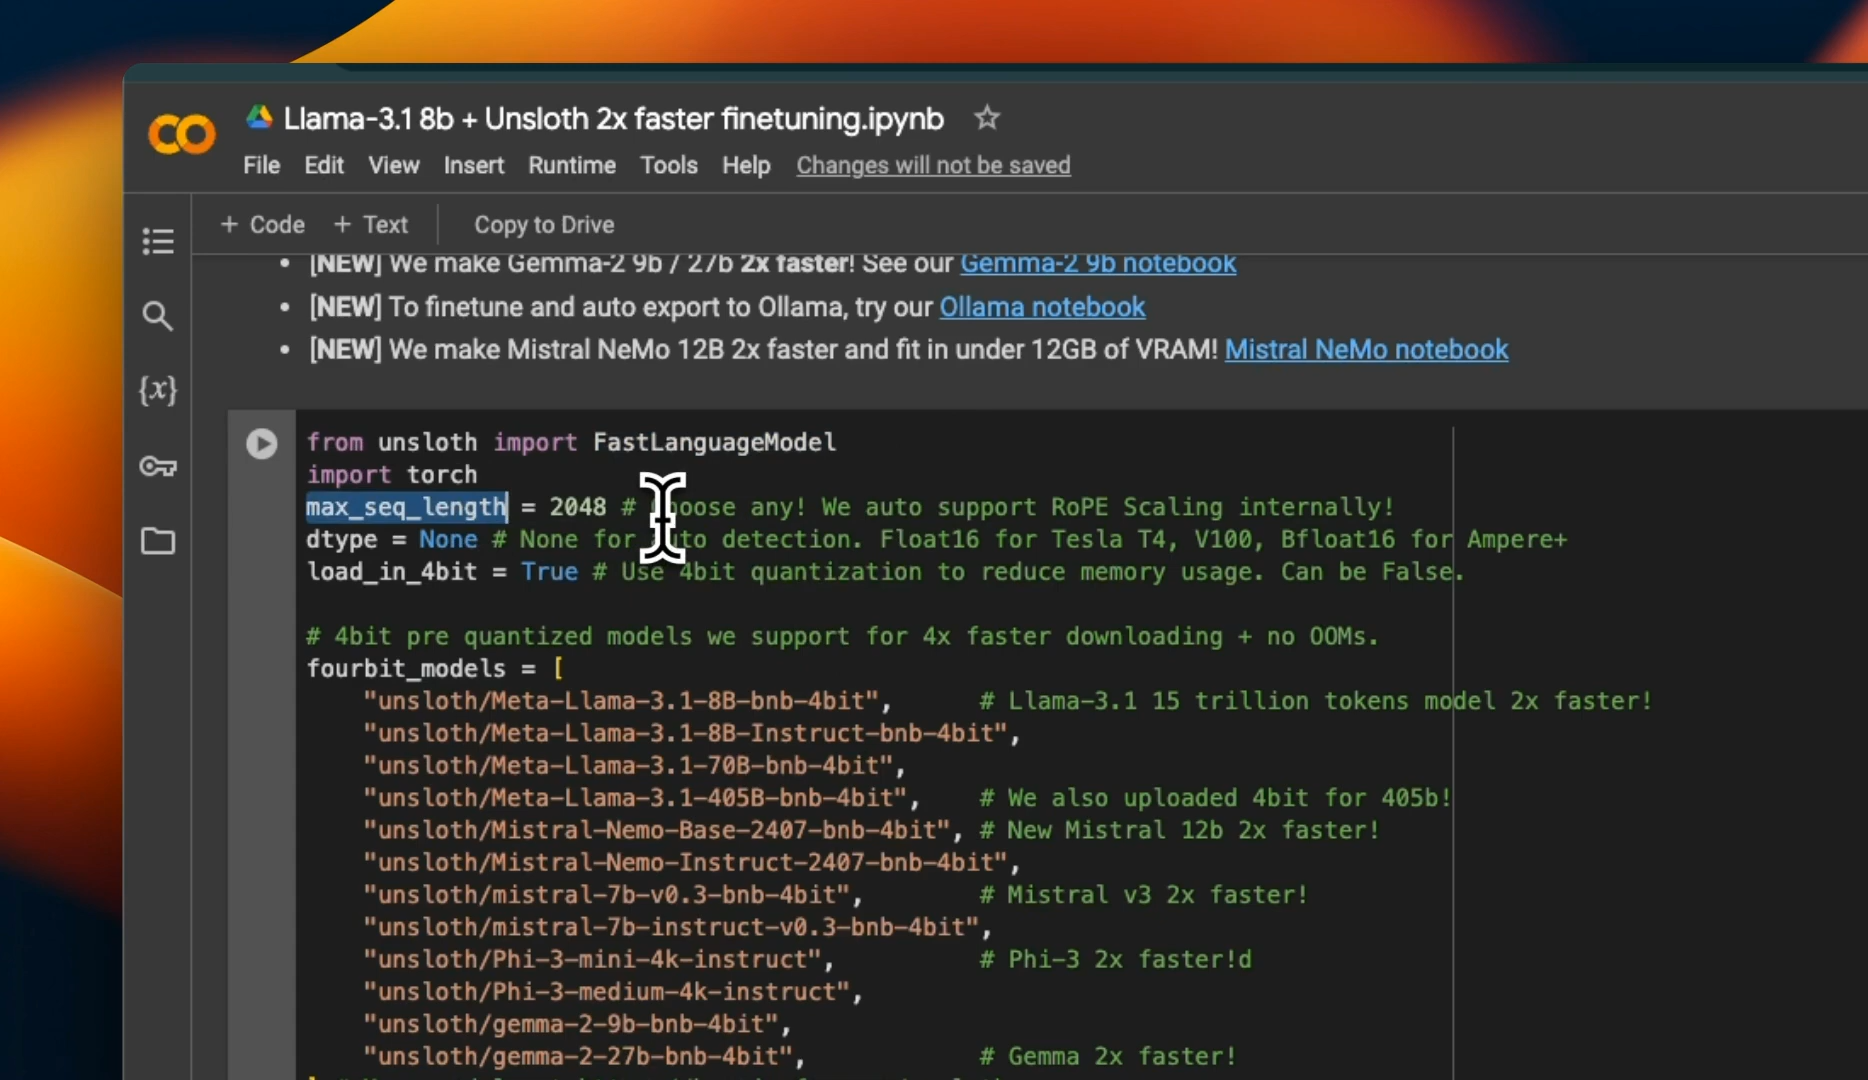 Llama-3.1 8b + Unsloth 2x faster finetuning.ipynb
File Edit View Insert Runtime Tools Help Changes will not be saved
+ Code + Text Copy to Drive
• [NEW] We make Gemma-2 9b / 27b 2x faster! See our Gemma-2 9b notebook
• [NEW] To finetune and auto export to Ollama, try our Ollama notebook
• [NEW] We make Mistral NeMo 12B 2x faster and fit in under 12GB of VRAM! Mistral NeMo notebook
{x}
from unsloth import FastLanguageModel
import torch
max_seq_length = 2048 # Choose any! We auto support RoPE Scaling internally!
dtype = None # None for auto detection. Float16 for Tesla T4, V100, Bfloat16 for Ampere+
load_in_4bit = True # Use 4bit quantization to reduce memory usage. Can be False.
# 4bit pre quantized models we support for 4x faster downloading + no OOMs.
fourbit_models = [
"unsloth/Meta-Llama-3.1-8B-bnb-4bit", # Llama-3.1 15 trillion tokens model 2x faster!
"unsloth/Meta-Llama-3.1-8B-Instruct-bnb-4bit",
"unsloth/Meta-Llama-3.1-70B-bnb-4bit",
"unsloth/Meta-Llama-3.1-405B-bnb-4bit", # We also uploaded 4bit for 405b!
"unsloth/Mistral-Nemo-Base-2407-bnb-4bit", # New Mistral 12b 2x faster!
"unsloth/Mistral-Nemo-Instruct-2407-bnb-4bit",
"unsloth/mistral-7b-v0.3-bnb-4bit", # Mistral v3 2x faster!
"unsloth/mistral-7b-instruct-v0.3-bnb-4bit",
"unsloth/Phi-3-mini-4k-instruct", # Phi-3 2x faster!d
"unsloth/Phi-3-medium-4k-instruct",
"unsloth/gemma-2-9b-bnb-4bit",
"unsloth/gemma-2-27b-bnb-4bit", # Gemma 2x faster!